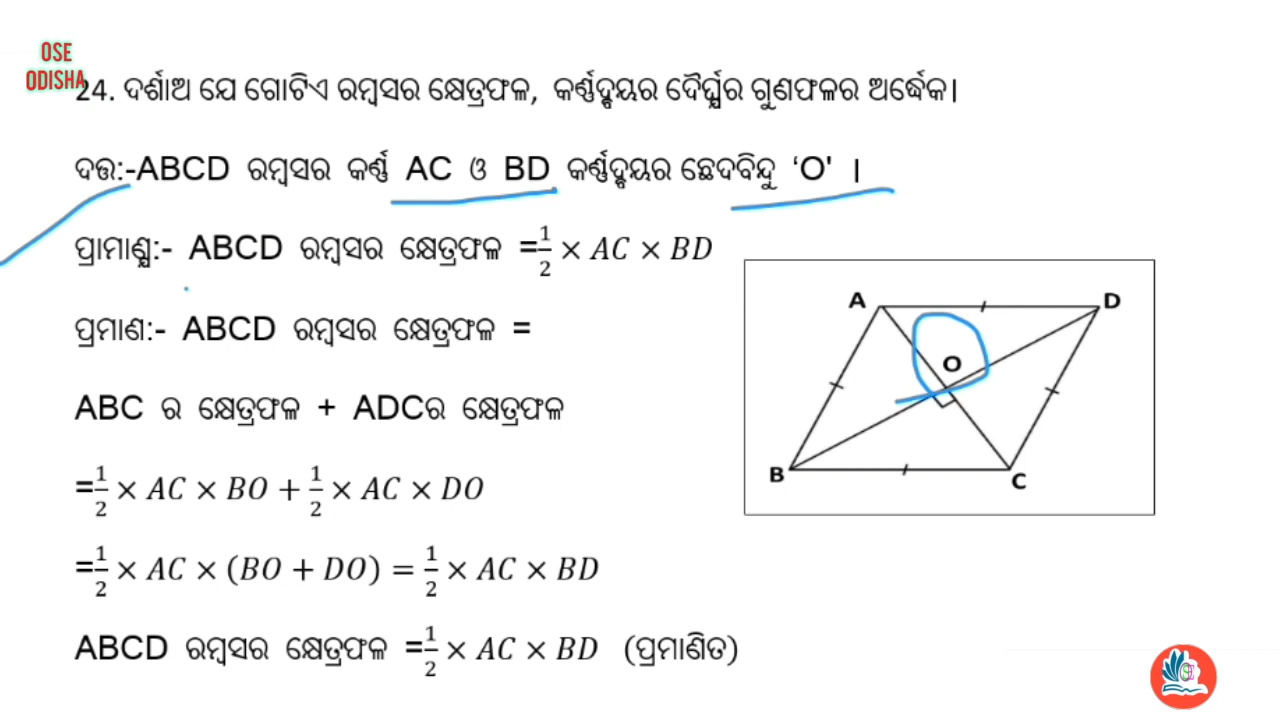 OSE
ODISHA
24. ଦର୍ଶାଅ ଯେ ଗୋଟିଏ ରମ୍ବସର କ୍ଷେତ୍ରଫଳ, କର୍ଣ୍ଣଦ୍ବୟର ଦୈର୍ଘ୍ଯର ଗୁଣଫଳର ଅର୍ଦ୍ଧେକ।
ଦତ୍ତ:-ABCD ରମ୍ବସର କର୍ଣ୍ଣ AC ଓ BD କର୍ଣ୍ଣଦ୍ବୟର ଛେଦବିନ୍ଦୁ ‘O' ।
ପ୍ରାମାଣ୍ଯ:- ABCD ରମ୍ବସର କ୍ଷେତ୍ରଫଳ =1/2 × AC × BD
ପ୍ରମାଣ:- ABCD ରମ୍ବସର କ୍ଷେତ୍ରଫଳ =
ABC ର କ୍ଷେତ୍ରଫଳ + ADCର କ୍ଷେତ୍ରଫଳ
=1/2 × AC × BO + 1/2 × AC × DO
=1/2 × AC × (BO + DO) = 1/2 × AC × BD
ABCD ରମ୍ବସର କ୍ଷେତ୍ରଫଳ =1/2 × AC × BD (ପ୍ରମାଣିତ)
A D
O
B C